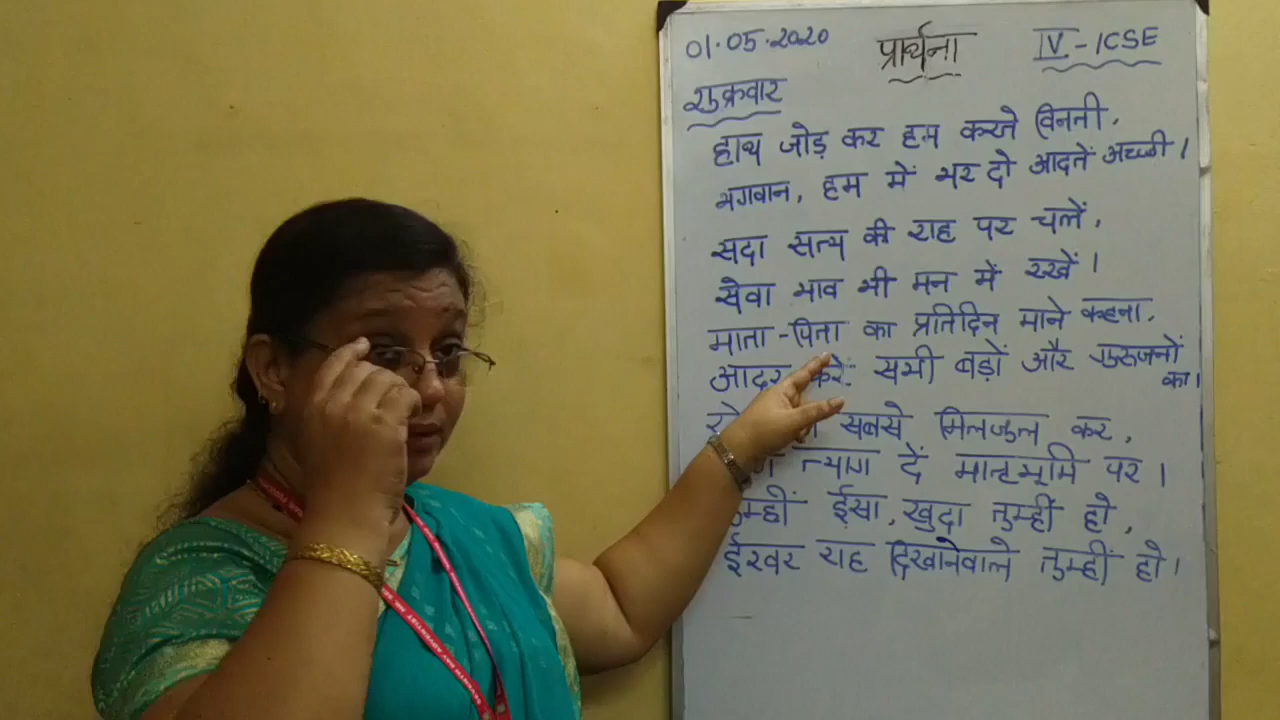 01.05.2020 प्रार्थना IV - ICSE
शुक्रवार
हाथ जोड़ कर हम करते विनती,
भगवान, हम में भर दो आदतें अच्छी ।
सदा सत्य की राह पर चलें,
सेवा भाव भी मन में रखें ।
माता - पिता का प्रतिदिन माने कहना,
आदर करें सभी बड़ों और गुरुजनों
का।
सबसे मिलजुल कर,
त्याग दें मातृभूमि पर ।
तुम्हीं ईसा, खुदा तुम्हीं हो,
ईश्वर राह दिखानेवाले तुम्हीं हो।